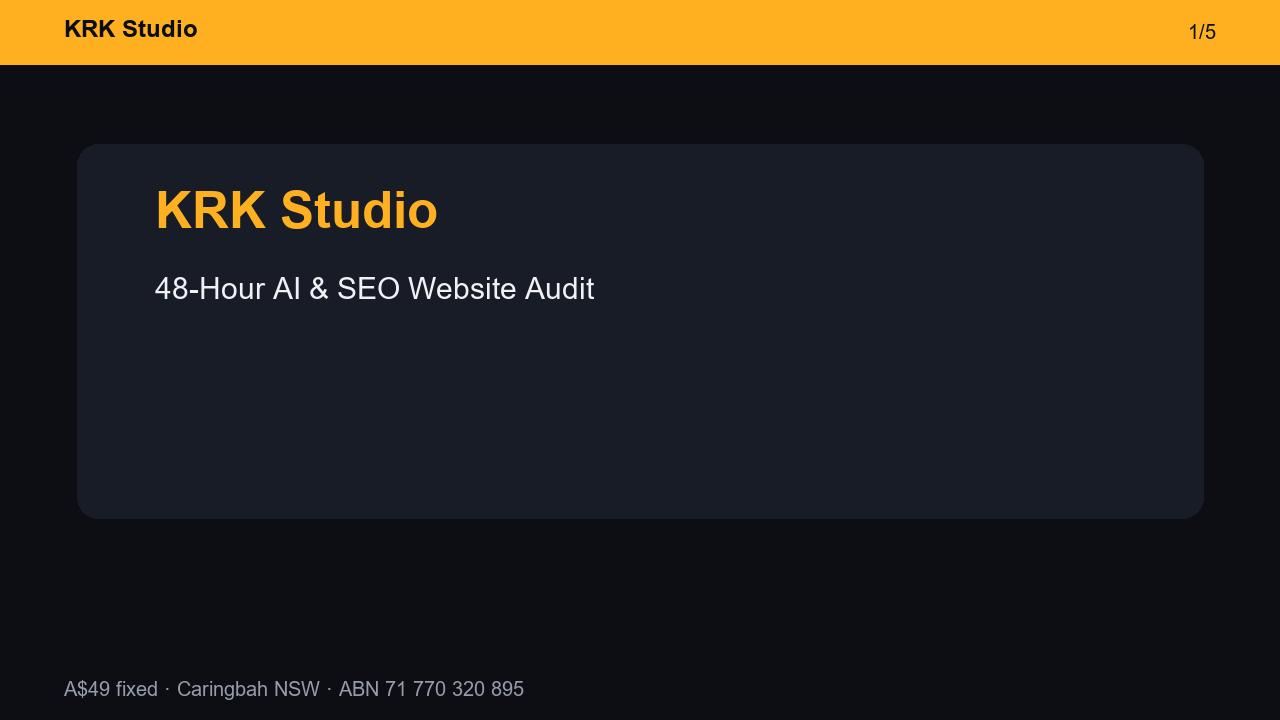 KRK Studio
1/5
KRK Studio
48-Hour AI & SEO Website Audit
A$49 fixed · Caringbah NSW · ABN 71 770 320 895